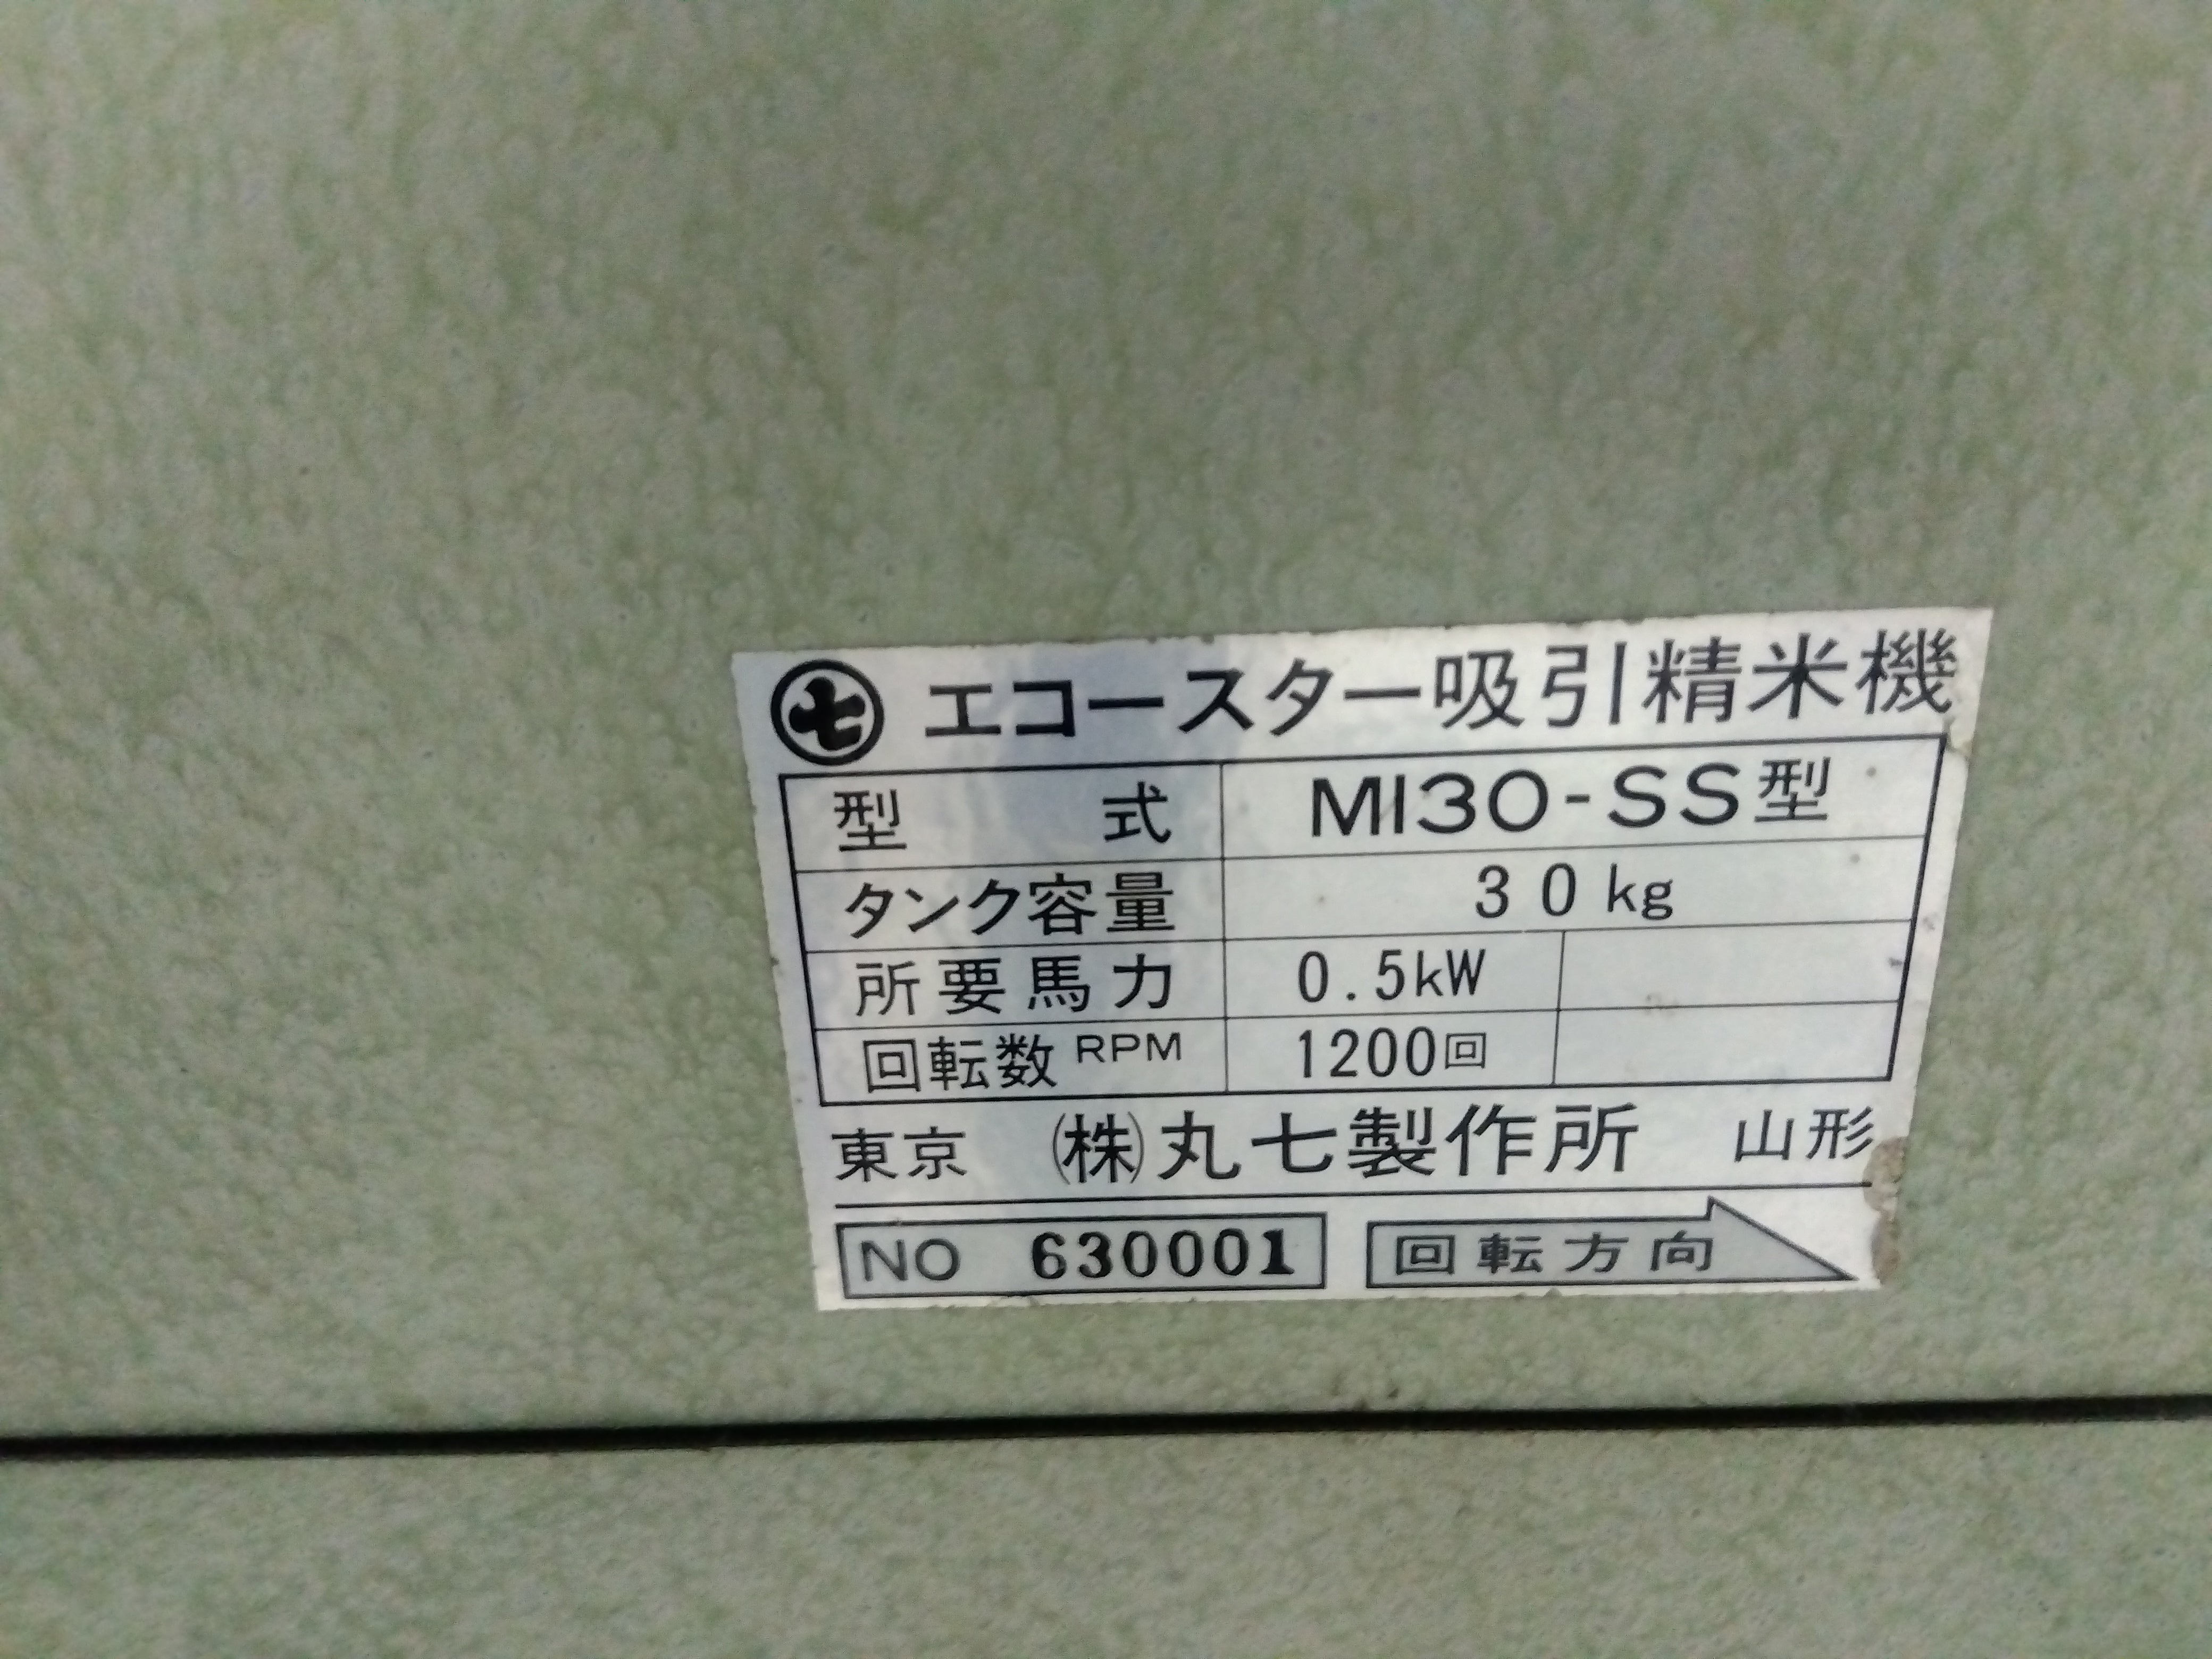 七 エコースター吸引精米機
型式 MI30-SS型
タンク容量 30kg
所要馬力 0.5kW
回転数 RPM 1200回
東京 (株)丸七製作所 山形
NO 630001 回転方向